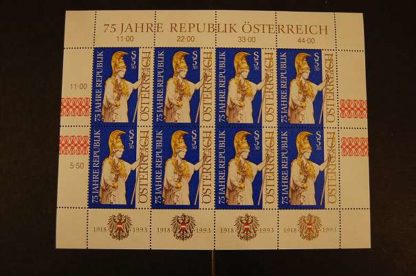 75 JAHRE REPUBLIK ÖSTERREICH
11·00 22·00 33·00 44·00
11·00
75 JAHRE REPUBLIK S ÖSTERREICH
75 JAHRE REPUBLIK S ÖSTERREICH
75 JAHRE REPUBLIK S ÖSTERREICH
75 JAHRE REPUBLIK S ÖSTERREICH
5·50
75 JAHRE REPUBLIK S ÖSTERREICH
75 JAHRE REPUBLIK S ÖSTERREICH
75 JAHRE REPUBLIK S ÖSTERREICH
75 JAHRE REPUBLIK S ÖSTERREICH
1918 1993 1918 1993 1918 1993 1918 1993